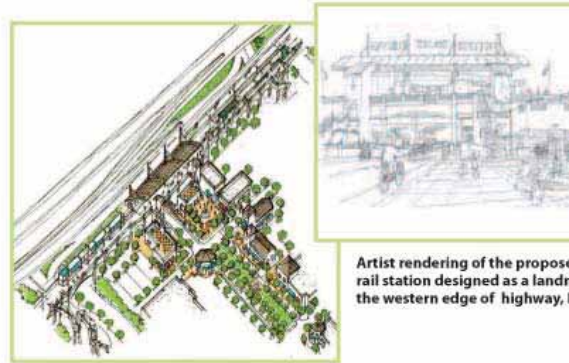 Artist rendering of the propose
rail station designed as a landr
the western edge of highway,